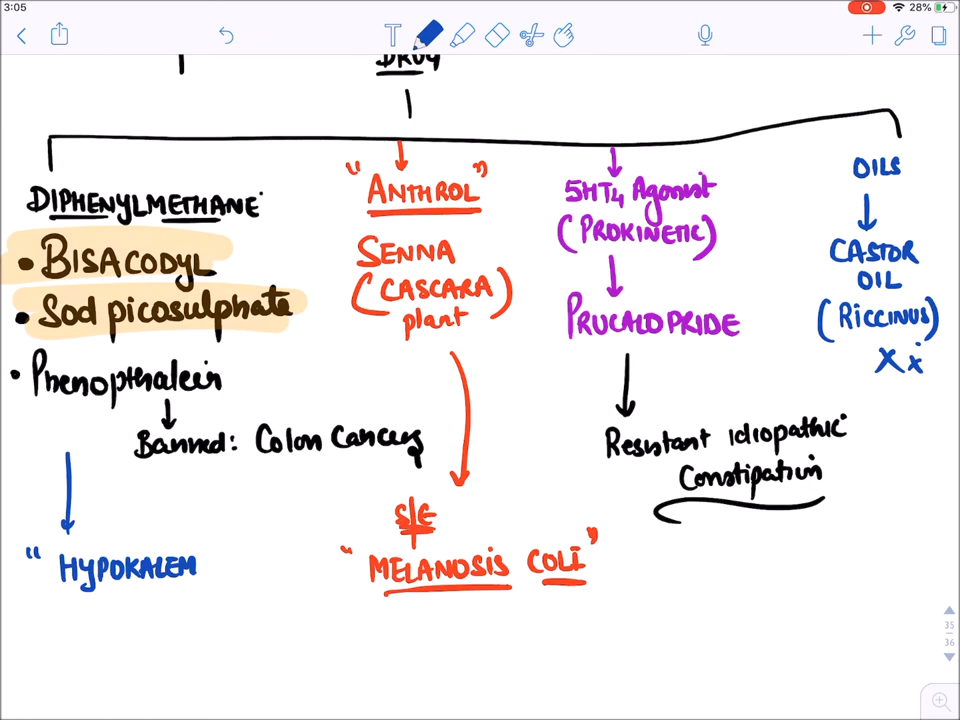 3:05
28%
T
DRUG
DIPHENYLMETHANE
• BISACODYL
• Sod picosulphate
• Phenopthalein
Banned: Colon Cancer
" HYPOKALEM
"ANTHROL"
SENNA
(CASCARA)
plant
S/E
"MELANOSIS COLI"
5HT4 Agonist
(PROKINETIC)
PRUCALOPRIDE
Resistant idiopathic
Constipation
OILS
CASTOR
OIL
(RICCINUS)
Xx
35
36